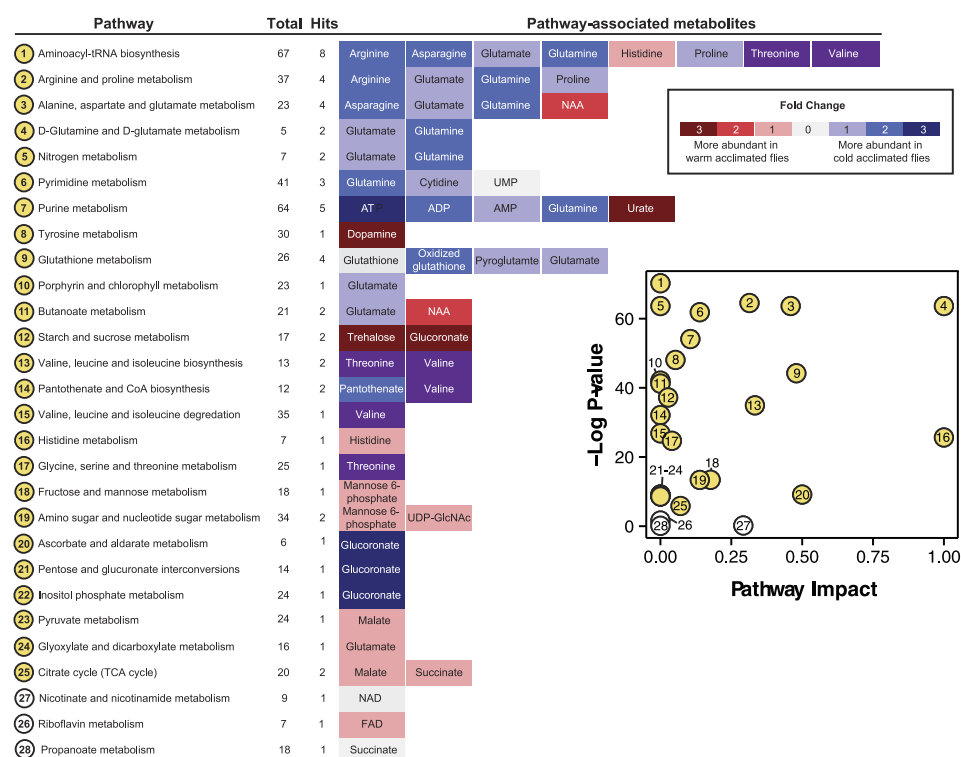 Pathway Total Hits Pathway-associated metabolites
1 Aminoacyl-tRNA biosynthesis 67 8 Arginine Asparagine Glutamate Glutamine Histidine Proline Threonine Valine
2 Arginine and proline metabolism 37 4 Arginine Glutamate Glutamine Proline
3 Alanine, aspartate and glutamate metabolism 23 4 Asparagine Glutamate Glutamine NAA
4 D-Glutamine and D-glutamate metabolism 5 2 Glutamate Glutamine
5 Nitrogen metabolism 7 2 Glutamate Glutamine
6 Pyrimidine metabolism 41 3 Glutamine Cytidine UMP
7 Purine metabolism 64 5 ATP ADP AMP Glutamine Urate
8 Tyrosine metabolism 30 1 Dopamine
9 Glutathione metabolism 26 4 Glutathione Oxidized glutathione Pyroglutamte Glutamate
10 Porphyrin and chlorophyll metabolism 23 1 Glutamate
11 Butanoate metabolism 21 2 Glutamate NAA
12 Starch and sucrose metabolism 17 2 Trehalose Glucoronate
13 Valine, leucine and isoleucine biosynthesis 13 2 Threonine Valine
14 Pantothenate and CoA biosynthesis 12 2 Pantothenate Valine
15 Valine, leucine and isoleucine degredation 35 1 Valine
16 Histidine metabolism 7 1 Histidine
17 Glycine, serine and threonine metabolism 25 1 Threonine
18 Fructose and mannose metabolism 18 1 Mannose 6-phosphate
19 Amino sugar and nucleotide sugar metabolism 34 2 Mannose 6-phosphate UDP-GlcNAc
20 Ascorbate and aldarate metabolism 6 1 Glucoronate
21 Pentose and glucuronate interconversions 14 1 Glucoronate
22 Inositol phosphate metabolism 24 1 Glucoronate
23 Pyruvate metabolism 24 1 Malate
24 Glyoxylate and dicarboxylate metabolism 16 1 Glutamate
25 Citrate cycle (TCA cycle) 20 2 Malate Succinate
27 Nicotinate and nicotinamide metabolism 9 1 NAD
26 Riboflavin metabolism 7 1 FAD
28 Propanoate metabolism 18 1 Succinate
Fold Change
3 2 1 0 1 2 3
More abundant in warm acclimated flies
More abundant in cold acclimated flies
−Log P-value
60
40
20
0
1
5 6 2 3 4
7
8
10
11 9
12
14 13
15 17 16
21-24 18
19
20
25
28 26 27
0.00 0.25 0.50 0.75 1.00
Pathway Impact